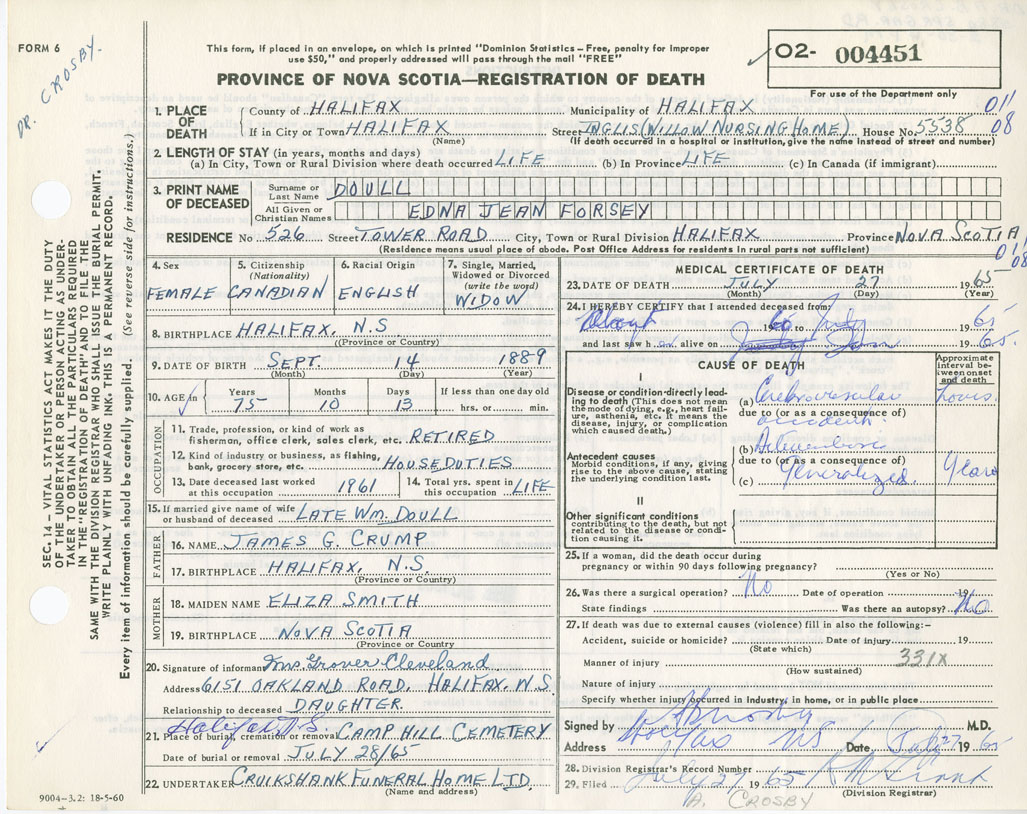 FORM 6
DR. CROSBY.
This form, if placed in an envelope, on which is printed "Dominion Statistics – Free, penalty for improper
use $50," and properly addressed will pass through the mail "FREE"
PROVINCE OF NOVA SCOTIA—REGISTRATION OF DEATH
02- 004451
For use of the Department only
SEC. 14 – VITAL STATISTICS ACT MAKES IT THE DUTY
OF THE UNDERTAKER OR PERSON ACTING AS UNDER-
TAKER TO OBTAIN ALL THE PARTICULARS REQUIRED
IN THE "REGISTRATION OF DEATH" AND TO FILE THE
SAME WITH THE DIVISION REGISTRAR WHO SHALL ISSUE THE BURIAL PERMIT.
WRITE PLAINLY WITH UNFADING INK. THIS IS A PERMANENT RECORD.
Every item of information should be carefully supplied. (See reverse side for instructions.)
1. PLACE OF DEATH
County of HALIFAX Municipality of HALIFAX 011
If in City or Town HALIFAX Street INGLIS (WILLOW NURSING HOME) House No. 5538 08
(Name) (If death occurred in a hospital or institution, give the name instead of street and number)
2. LENGTH OF STAY (in years, months and days)
(a) In City, Town or Rural Division where death occurred LIFE (b) In Province LIFE (c) In Canada (if immigrant)
3. PRINT NAME OF DECEASED
Surname or Last Name DOULL
All Given or Christian Names EDNA JEAN FORSEY
RESIDENCE No. 526 Street TOWER ROAD City, Town or Rural Division HALIFAX Province NOVA SCOTIA
(Residence means usual place of abode. Post Office Address for residents in rural parts not sufficient) 011
08
4. Sex FEMALE
5. Citizenship (Nationality) CANADIAN
6. Racial Origin ENGLISH
7. Single, Married, Widowed or Divorced (write the word) WIDOW
8. BIRTHPLACE HALIFAX, N.S
(Province or Country)
9. DATE OF BIRTH SEPT. 14 1889
(Month) (Day) (Year)
10. AGE in Years 75 Months 10 Days 13 If less than one day old hrs. or min.
OCCUPATION
11. Trade, profession, or kind of work as
fisherman, office clerk, sales clerk, etc. RETIRED
12. Kind of industry or business, as fishing,
bank, grocery store, etc. HOUSE DUTIES
13. Date deceased last worked at this occupation 1961
14. Total yrs. spent in this occupation LIFE
15. If married give name of wife
or husband of deceased LATE WM. DOULL
FATHER
16. NAME JAMES G. CRUMP
17. BIRTHPLACE HALIFAX, N.S.
(Province or Country)
MOTHER
18. MAIDEN NAME ELIZA SMITH
19. BIRTHPLACE NOVA SCOTIA
(Province or Country)
20. Signature of informant Mrs. Grover Cleveland
Address 6151 OAKLAND ROAD, HALIFAX, N.S.
Relationship to deceased DAUGHTER
Halifax N.S.
21. Place of burial, cremation or removal CAMP HILL CEMETERY
Date of burial or removal JULY 28/65
22. UNDERTAKER CRUIKSHANK FUNERAL HOME LTD.
(Name and address)
9004–3.2: 18-5-60
MEDICAL CERTIFICATE OF DEATH
23. DATE OF DEATH JULY 27 1965
(Month) (Day) (Year)
24. I HEREBY CERTIFY that I attended deceased from
About 1960 July 1965
and last saw h er alive on 1965.
CAUSE OF DEATH
Approximate interval between onset and death
I
Disease or condition directly leading to death (This does not mean the mode of dying, e.g., heart failure, asthenia, etc. It means the disease, injury, or complication which caused death.)
(a) Cerebrovascular hours.
due to (or as a consequence of)
accident.
Antecedent causes
Morbid conditions, if any, giving rise to the above cause, stating the underlying condition last.
(b)
due to (or as a consequence of)
(c) Generalized. Years
II
Other significant conditions
contributing to the death, but not related to the disease or condition causing it.
25. If a woman, did the death occur during
pregnancy or within 90 days following pregnancy?
(Yes or No)
26. Was there a surgical operation? No Date of operation 19
State findings Was there an autopsy? No
27. If death was due to external causes (violence) fill in also the following:–
Accident, suicide or homicide? Date of injury 19
(State which)
Manner of injury 331X
(How sustained)
Nature of injury
Specify whether injury occurred in Industry, in home, or in public place
Signed by M.D.
Address Halifax NS Date July 27 1965
28. Division Registrar's Record Number
29. Filed July 27 1965
(Division Registrar)
A. CROSBY